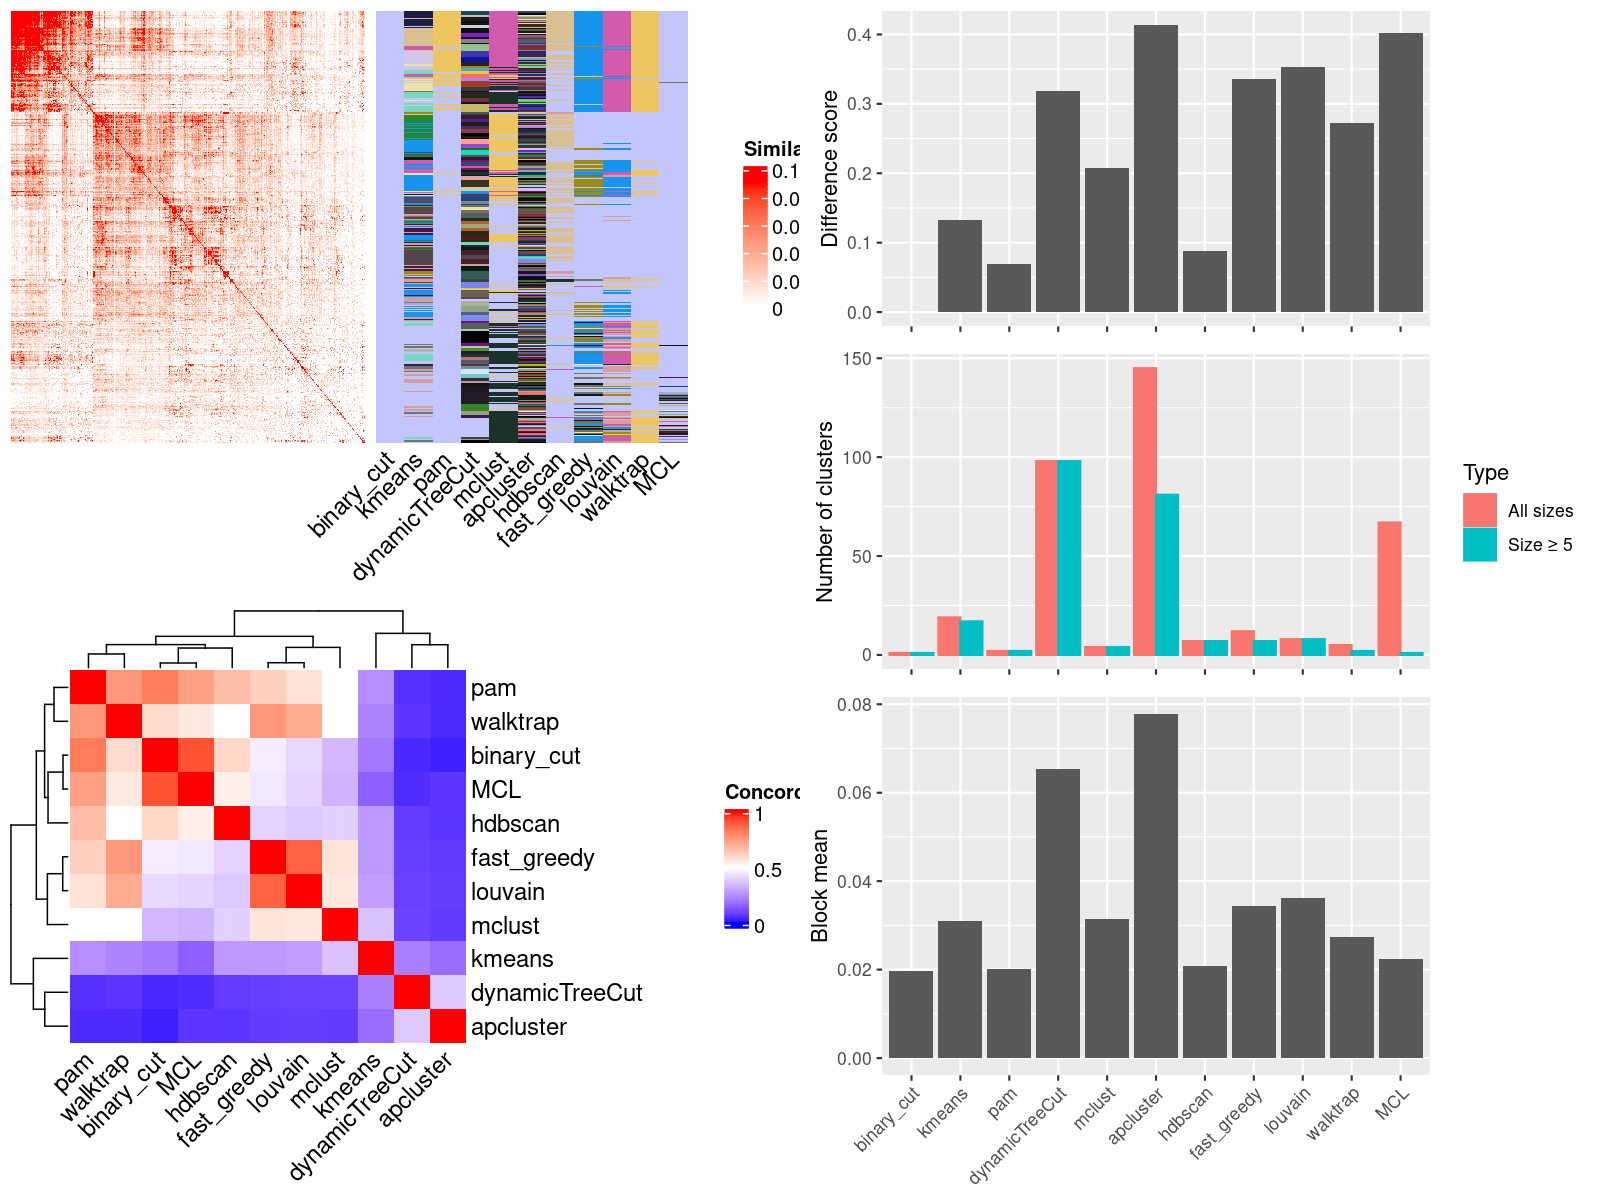 Simila
0.1
0.0
0.0
0.0
0
binary_cut
kmeans
pam
dynamicTreeCut
mclust
apcluster
hdbscan
fast_greedy
louvain
walktrap
MCL
pam
walktrap
binary_cut
MCL
hdbscan
fast_greedy
louvain
mclust
kmeans
dynamicTreeCut
apcluster
pam
walktrap
binary_cut
MCL
hdbscan
fast_greedy
louvain
mclust
kmeans
dynamicTreeCut
apcluster
Concord
1
0.5
0
Difference score
0.4
0.3
0.2
0.1
0.0
Number of clusters
150
100
50
0
Type
All sizes
Size ≥ 5
Block mean
0.08
0.06
0.04
0.02
0.00
binary_cut
kmeans
pam
dynamicTreeCut
mclust
apcluster
hdbscan
fast_greedy
louvain
walktrap
MCL